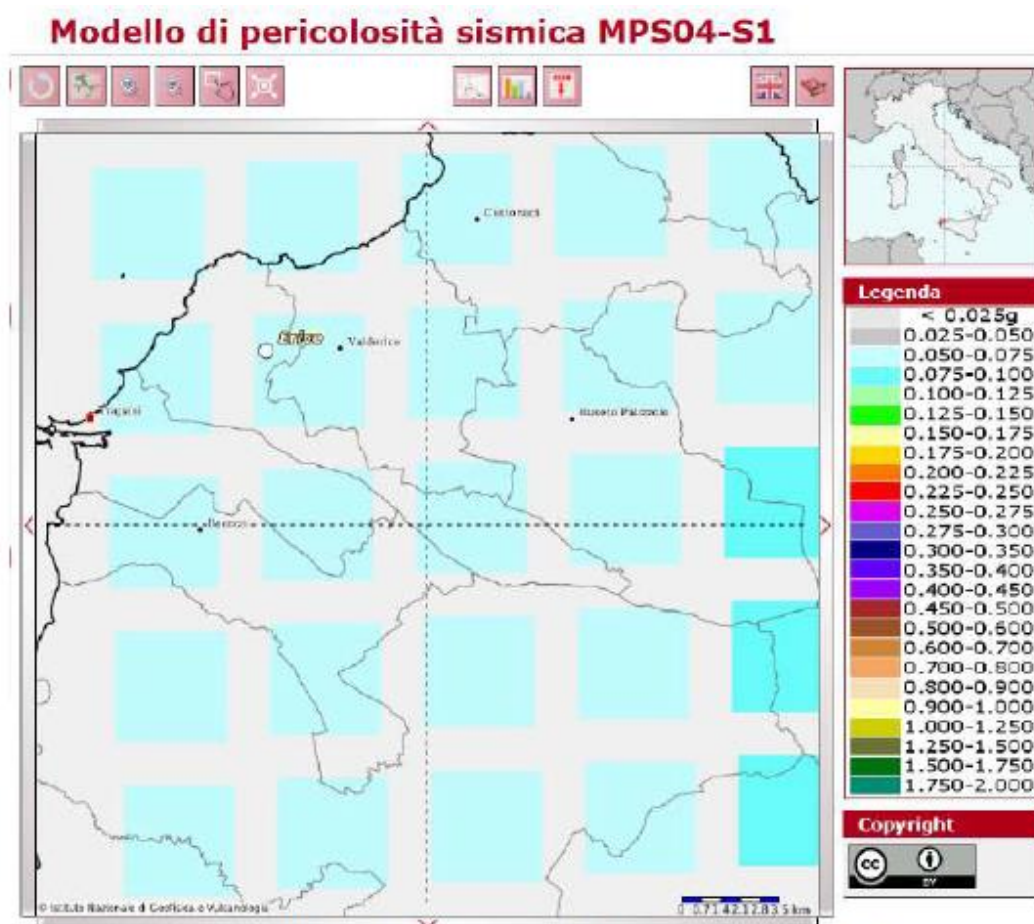 Modello di pericolosità sismica MPS04-S1
Custonaci
Erice
Valderice
Trapani
Buseto Palizzolo
Legenda
< 0.025g
0.025-0.050
0.050-0.075
0.075-0.100
0.100-0.125
0.125-0.150
0.150-0.175
0.175-0.200
0.200-0.225
0.225-0.250
0.250-0.275
0.275-0.300
0.300-0.350
0.350-0.400
0.400-0.450
0.450-0.500
0.500-0.600
0.600-0.700
0.700-0.800
0.800-0.900
0.900-1.000
1.000-1.250
1.250-1.500
1.500-1.750
1.750-2.000
Copyright
cc
BY
© Istituto Nazionale di Geofisica e Vulcanologia
km